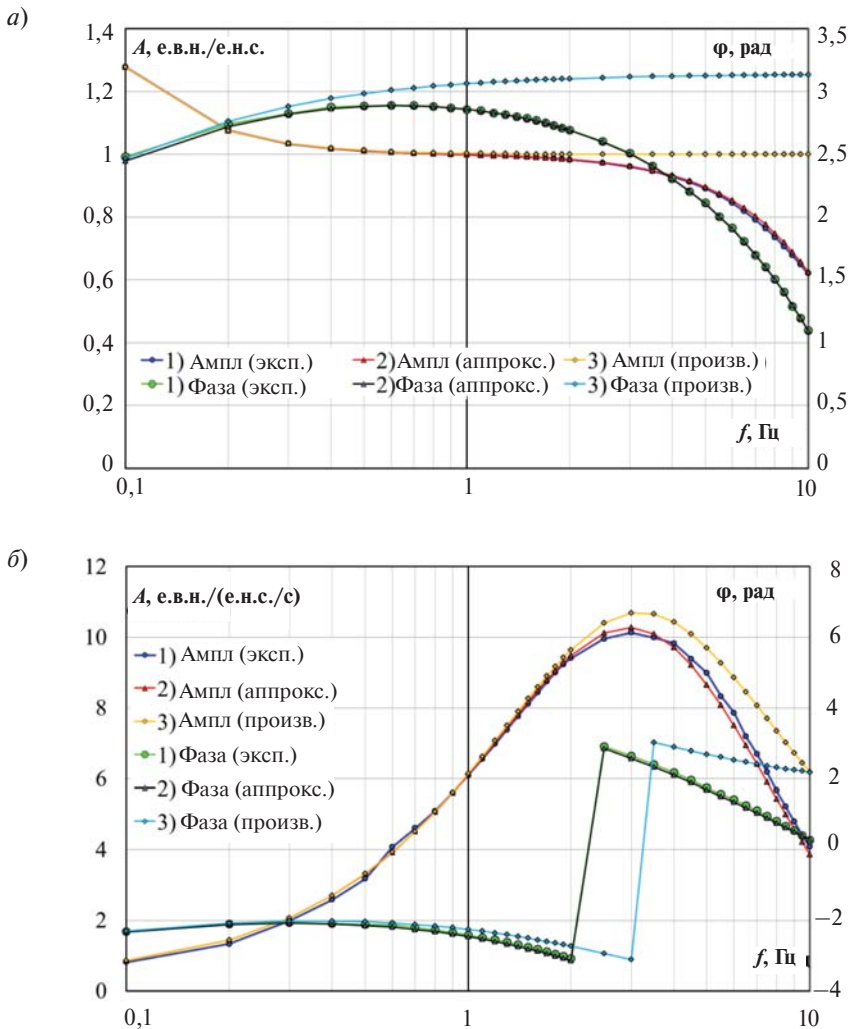 а)
A, е.в.н./е.н.с.
φ, рад
1,4
1,2
1
0,8
0,6
0,4
0,2
0
3,5
3
2,5
2
1,5
1
0,5
0
1) Ампл (эксп.)
2) Ампл (аппрокс.)
3) Ампл (произв.)
1) Фаза (эксп.)
2) Фаза (аппрокс.)
3) Фаза (произв.)
f, Гц
0,1
1
10
б)
A, е.в.н./(е.н.с./с)
φ, рад
12
10
8
6
4
2
0
8
6
4
2
0
−2
−4
1) Ампл (эксп.)
2) Ампл (аппрокс.)
3) Ампл (произв.)
1) Фаза (эксп.)
2) Фаза (аппрокс.)
3) Фаза (произв.)
f, Гц
0,1
1
10